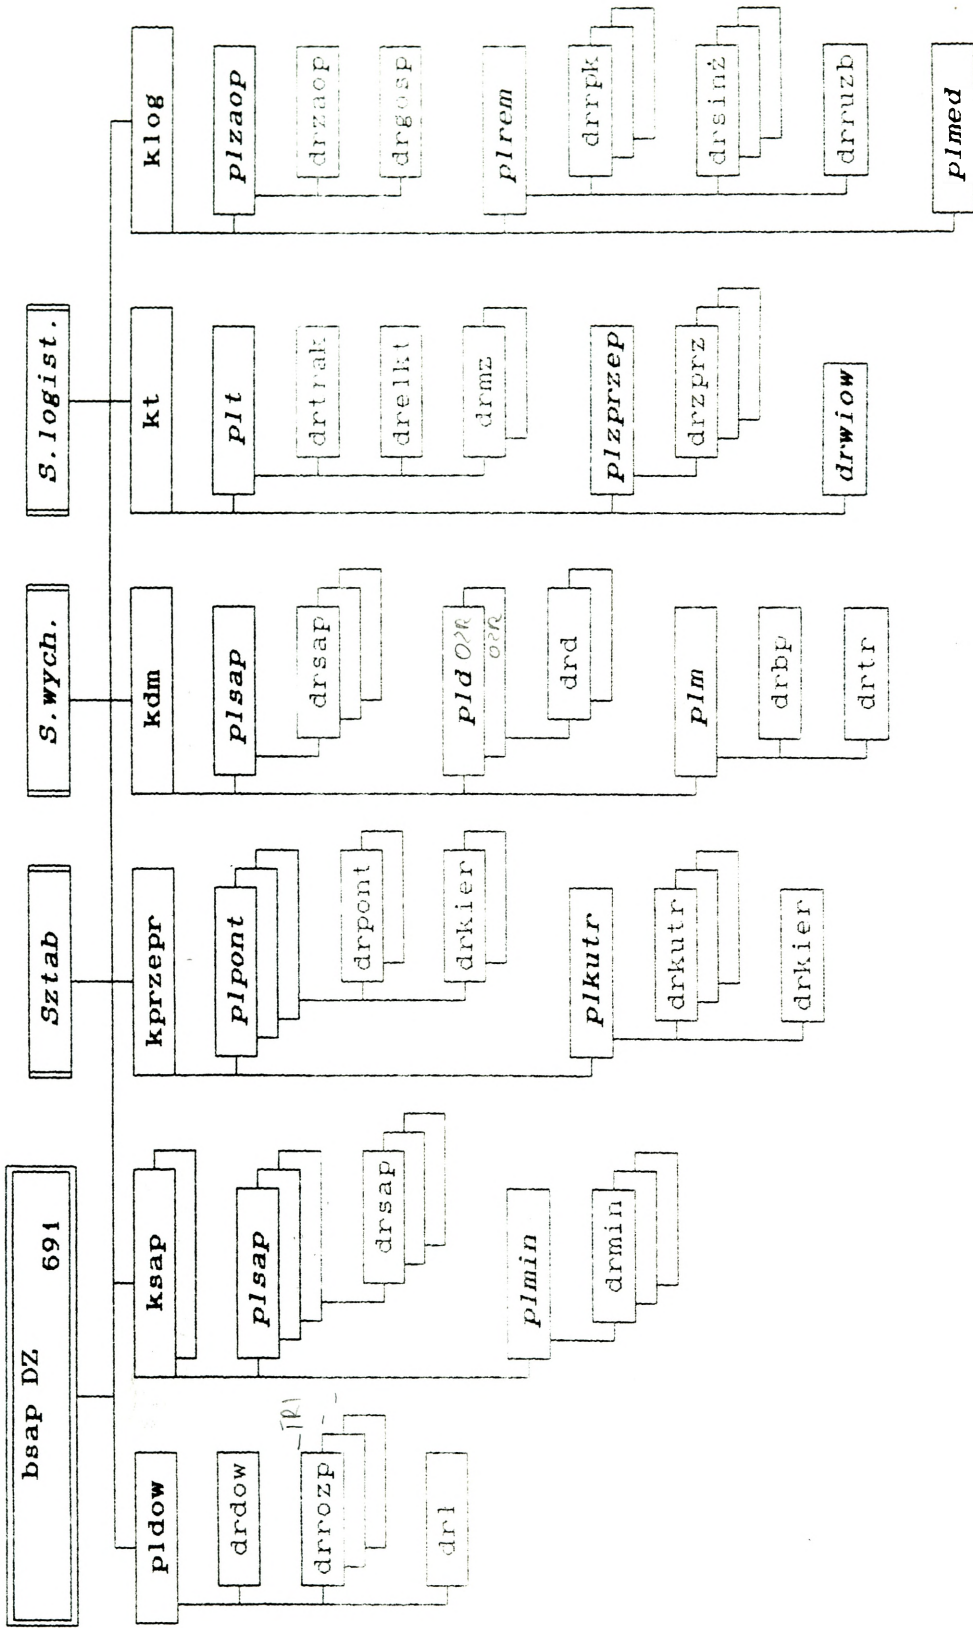 bsap DZ 691
Sztab
S.wych.
S.logist.
pldow
drdow
drrozp
TRI
drl
ksap
plsap
drsap
plmin
drmin
kprzepr
plpont
drpont
drkier
plkutr
drkutr
drkier
kdm
plsap
drsap
pld
drd
plm
drbp
drtr
kt
plt
drtrak
drelkt
drmz
plzprzep
drzprz
drwiow
klog
plzaop
drzaop
drgosp
plrem
drrpk
drsinż
drruzb
plmed